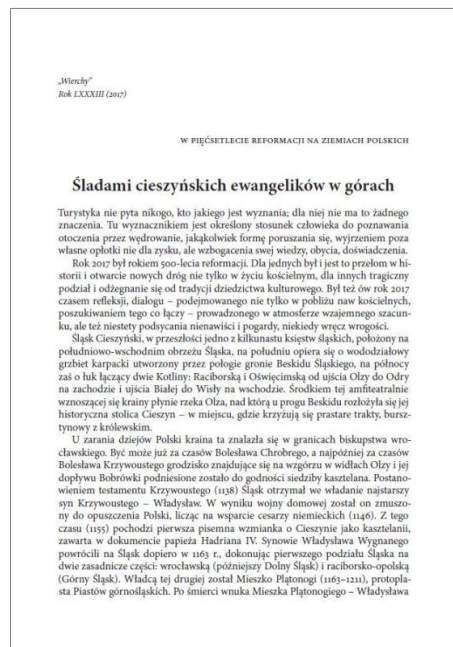 „Wierchy”
Rok LXXXIII (2017)
W PIĘĆSETLECIE REFORMACJI NA ZIEMIACH POLSKICH
Śladami cieszyńskich ewangelików w górach
Turystyka nie pyta nikogo, kto jakiego jest wyznania; dla niej nie ma to żadnego
znaczenia. Tu wyznacznikiem jest określony stosunek człowieka do poznawania
otoczenia przez wędrowanie, jakąkolwiek formę poruszania się, wyjrzeniem poza
własne opłotki nie dla zysku, ale wzbogacenia swej wiedzy, obycia, doświadczenia.
Rok 2017 był rokiem 500-lecia reformacji. Dla jednych był i jest to przełom w hi-
storii i otwarcie nowych dróg nie tylko w życiu kościelnym, dla innych tragiczny
podział i odżegnanie się od tradycji dziedzictwa kulturowego. Był też ów rok 2017
czasem refleksji, dialogu – podejmowanego nie tylko w pobliżu naw kościelnych,
poszukiwaniem tego co łączy – prowadzonego w atmosferze wzajemnego szacun-
ku, ale też niestety podsycania nienawiści i pogardy, niekiedy wręcz wrogości.
Śląsk Cieszyński, w przeszłości jedno z kilkunastu księstw śląskich, położony na
południowo-wschodnim obrzeżu Śląska, na południu opiera się o wododziałowy
grzbiet karpacki utworzony przez połogie gronie Beskidu Śląskiego, na północy
zaś o łuk łączący dwie Kotliny: Raciborską i Oświęcimską od ujścia Olzy do Odry
na zachodzie i ujścia Białej do Wisły na wschodzie. Środkiem tej amfiteatralnie
wznoszącej się krainy płynie rzeka Olza, nad którą u progu Beskidu rozłożyła się jej
historyczna stolica Cieszyn – w miejscu, gdzie krzyżują się prastare trakty, bursz-
tynowy z królewskim.
U zarania dziejów Polski kraina ta znalazła się w granicach biskupstwa wro-
cławskiego. Być może już za czasów Bolesława Chrobrego, a najpóźniej za czasów
Bolesława Krzywoustego grodzisko znajdujące się na wzgórzu w widłach Olzy i jej
dopływu Bobrówki podniesione zostało do godności siedziby kasztelana. Postano-
wieniem testamentu Krzywoustego (1138) Śląsk otrzymał we władanie najstarszy
syn Krzywoustego – Władysław. W wyniku wojny domowej został on zmuszo-
ny do opuszczenia Polski, licząc na wsparcie cesarzy niemieckich (1146). Z tego
czasu (1155) pochodzi pierwsza pisemna wzmianka o Cieszynie jako kasztelanii,
zawarta w dokumencie papieża Hadriana IV. Synowie Władysława Wygnanego
powrócili na Śląsk dopiero w 1163 r., dokonując pierwszego podziału Śląska na
dwie zasadnicze części: wrocławską (późniejszy Dolny Śląsk) i raciborsko-opolską
(Górny Śląsk). Władcą tej drugiej został Mieszko Plątonogi (1163–1211), protopla-
sta Piastów górnośląskich. Po śmierci wnuka Mieszka Plątonogiego – Władysława